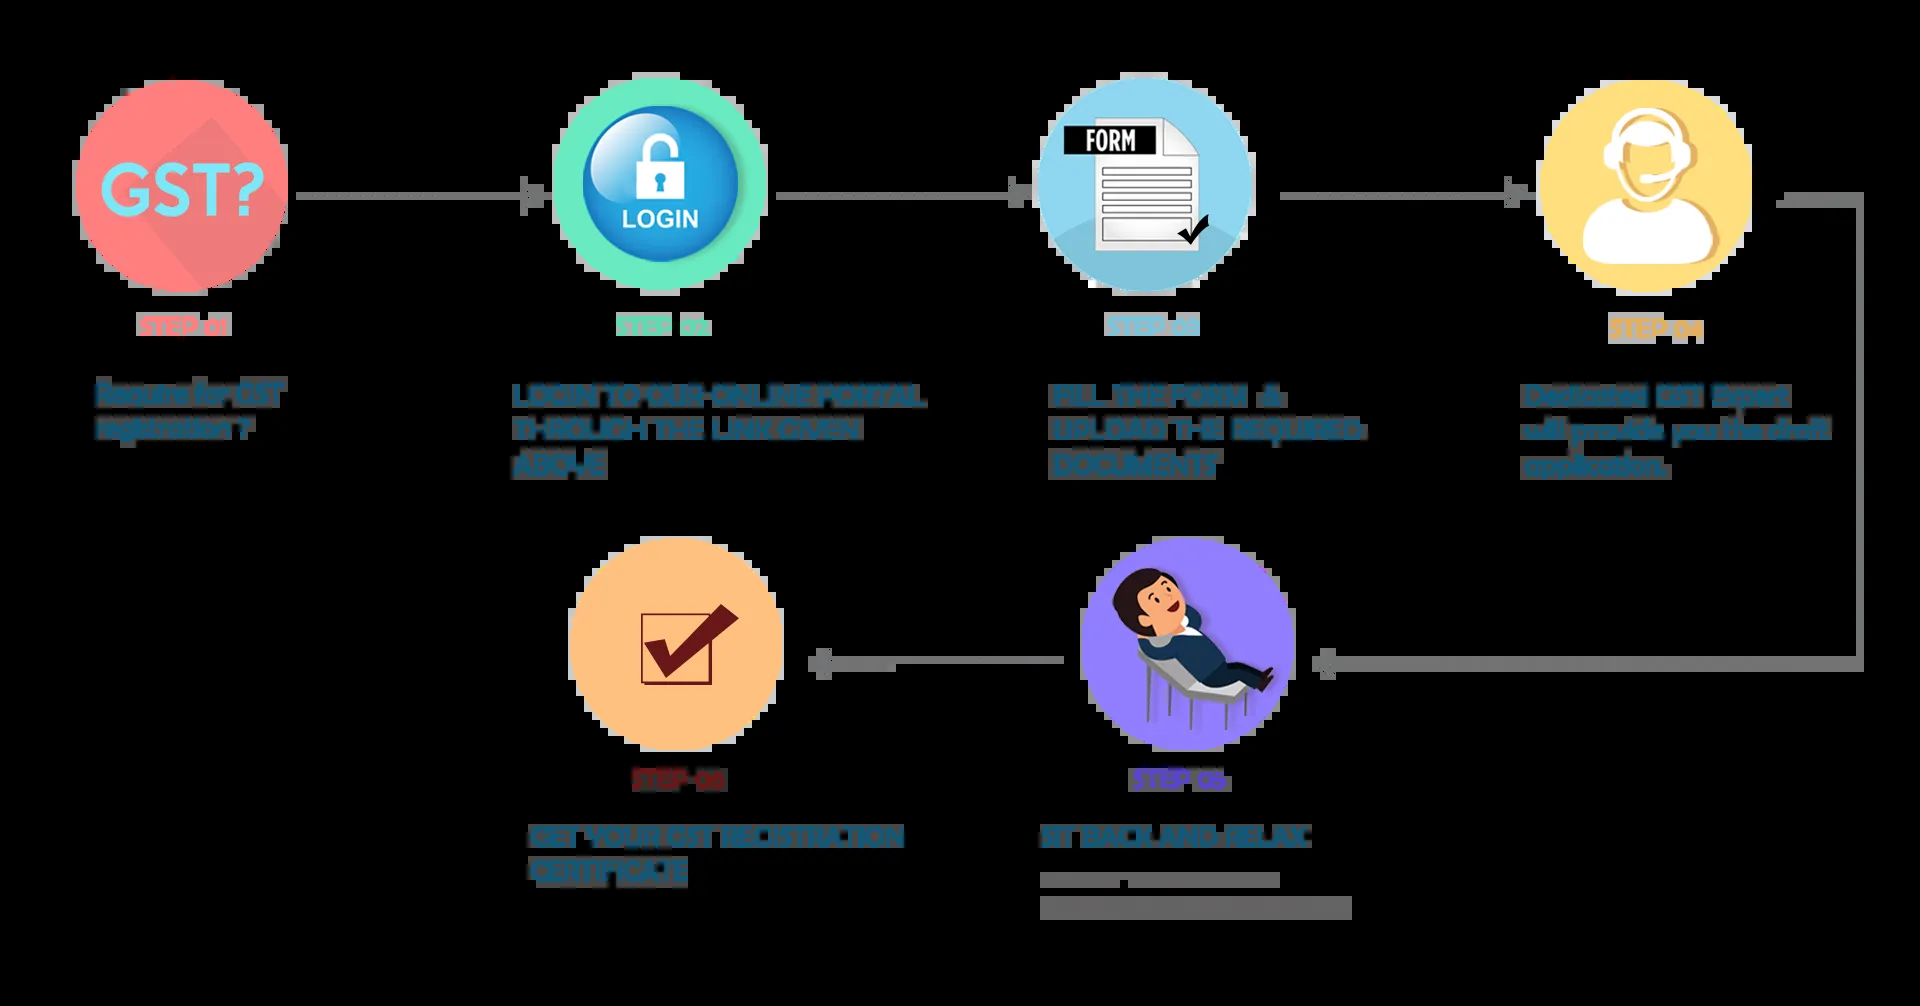 GST?
LOGIN
FORM
STEP 01
STEP 02
STEP 03
STEP 04
Require for GST
registration ?
LOGIN TO OUR ONLINE PORTAL
THROUGH THE LINK GIVEN
ABOVE
FILL THE FORM &
UPLOAD THE REQUIRED
DOCUMENTS
Dedicated GST Expert
will provide you the draft
application.
STEP 06
STEP 05
GET YOUR GST REGISTRATION
CERTIFICATE
SIT BACK AND RELAX